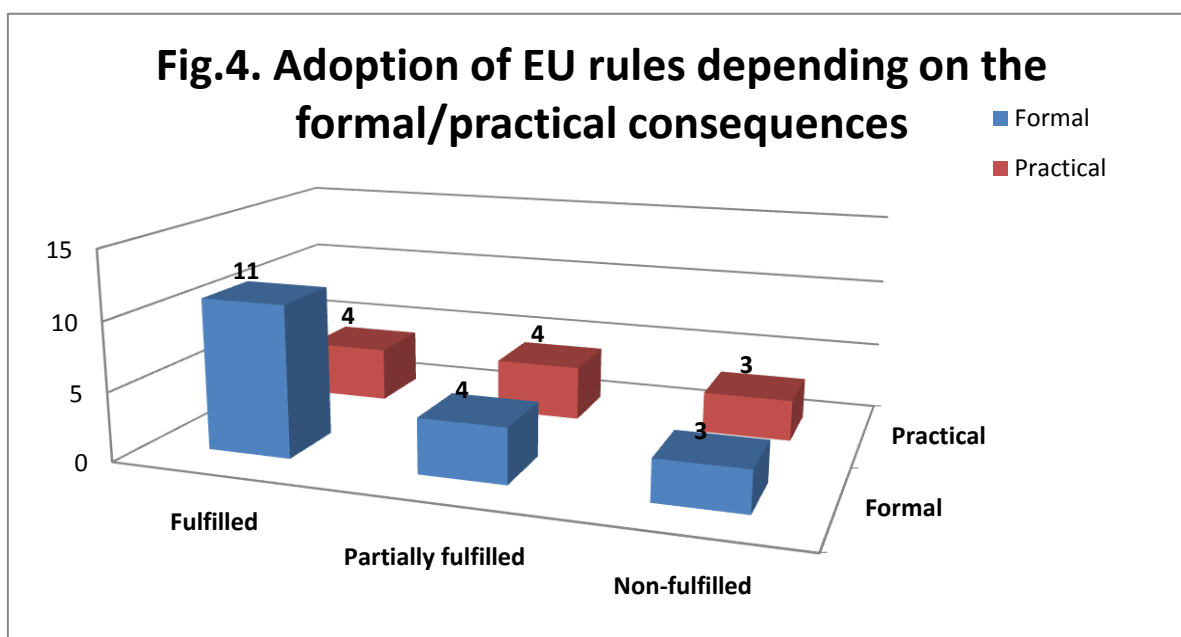 Fig.4. Adoption of EU rules depending on the
formal/practical consequences
Formal
Practical
15
10
5
0
11
4
4
4
3
3
Practical
Formal
Fulfilled
Partially fulfilled
Non-fulfilled